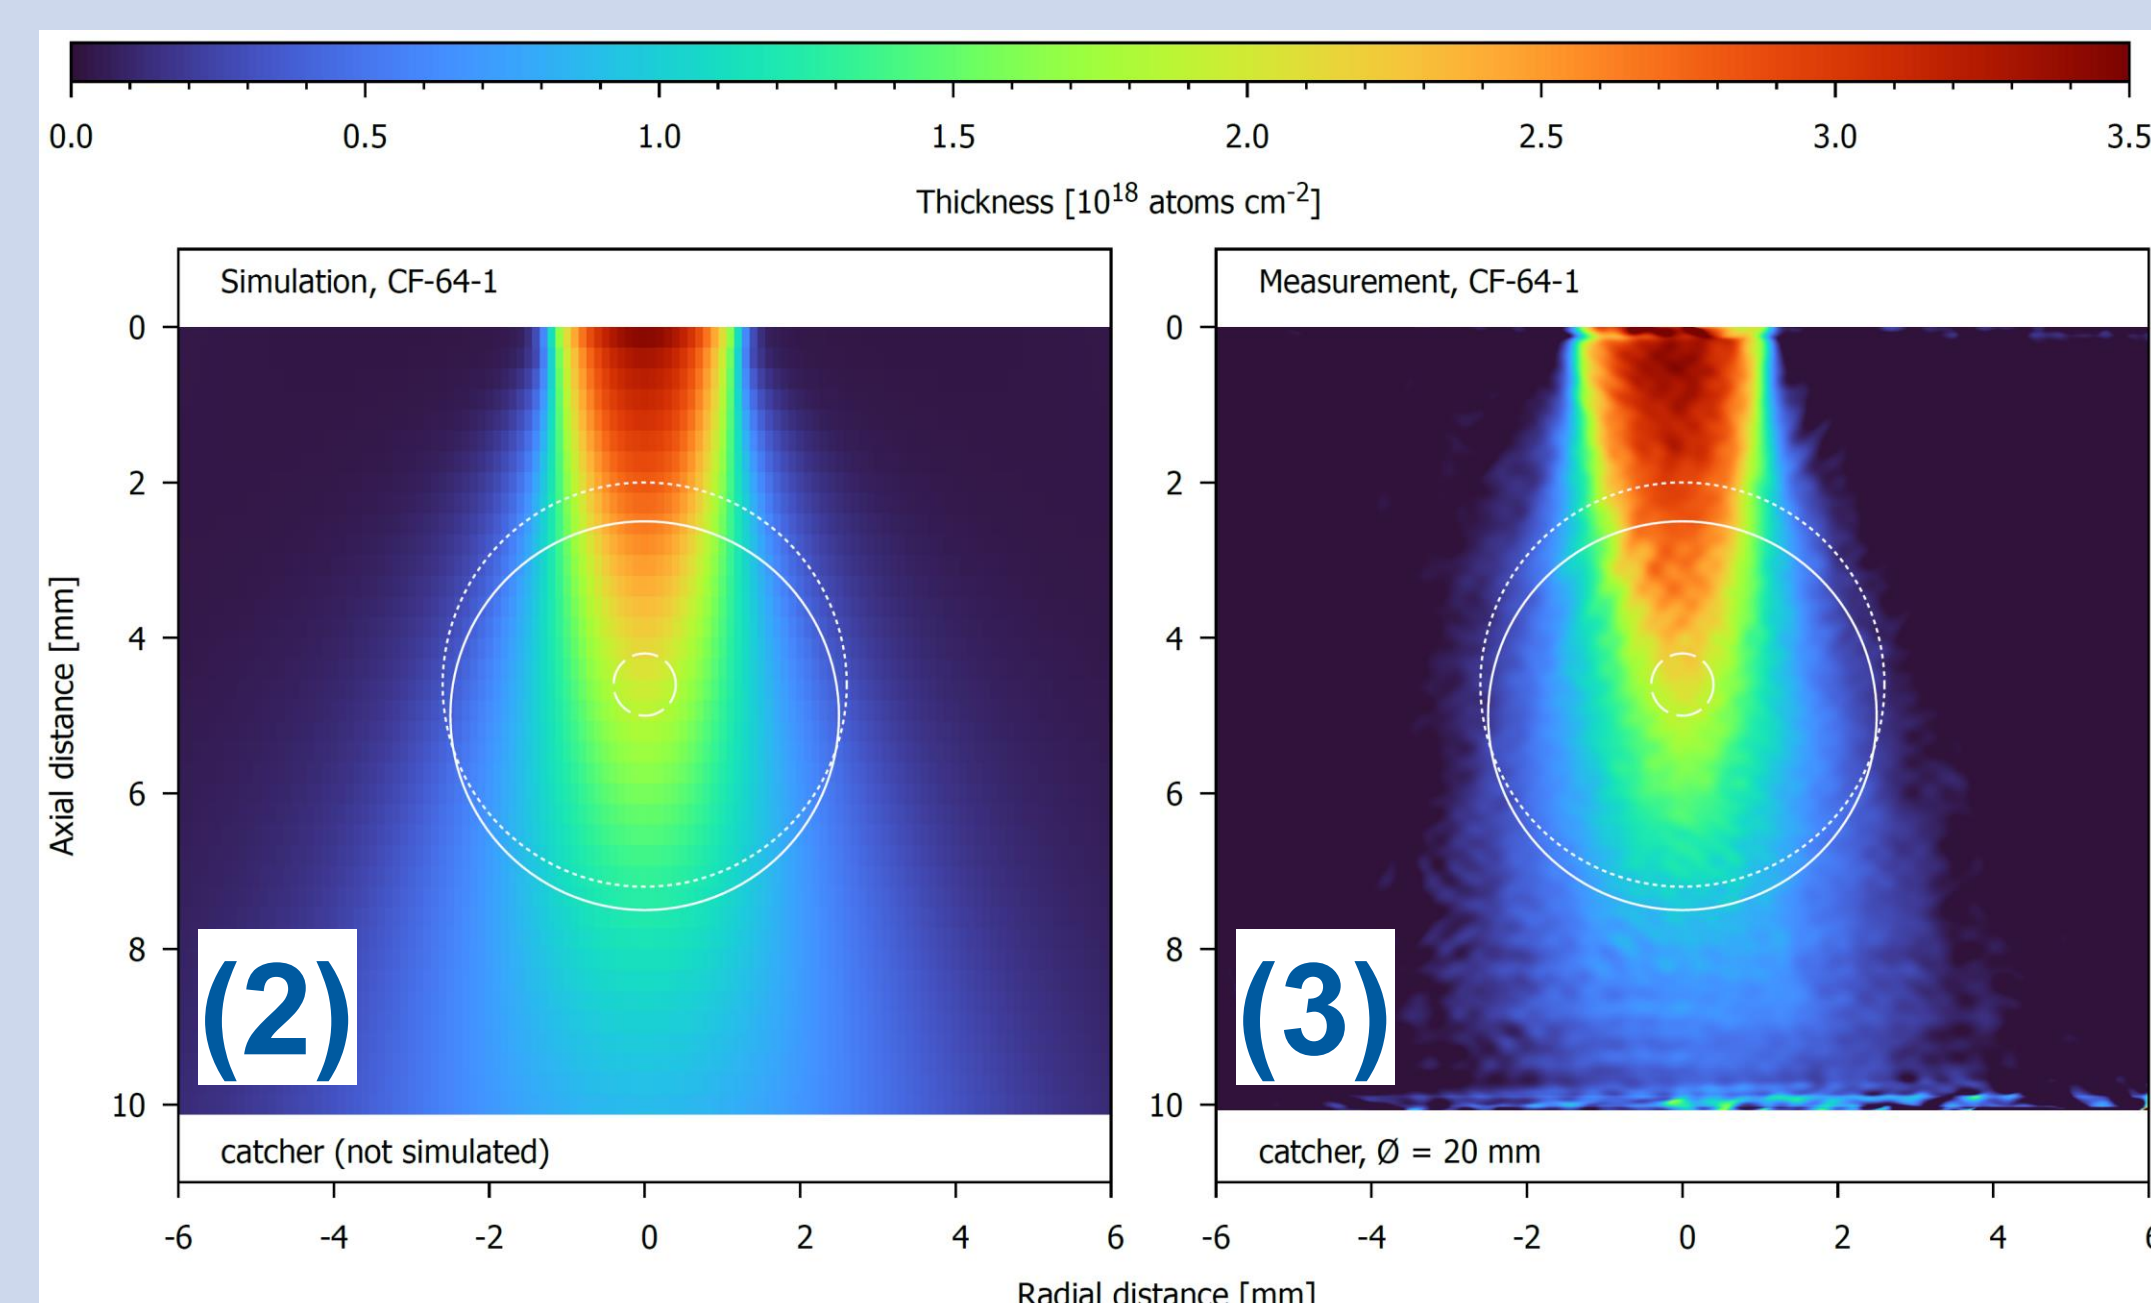 0.0 0.5 1.0 1.5 2.0 2.5 3.0 3.5
Thickness [10^18 atoms cm^-2]
Simulation, CF-64-1
Measurement, CF-64-1
Axial distance [mm]
0
2
4
6
8
10
0
2
4
6
8
10
(2)
(3)
catcher (not simulated)
catcher, Ø = 20 mm
-6 -4 -2 0 2 4 6
-6 -4 -2 0 2 4 6
Radial distance [mm]